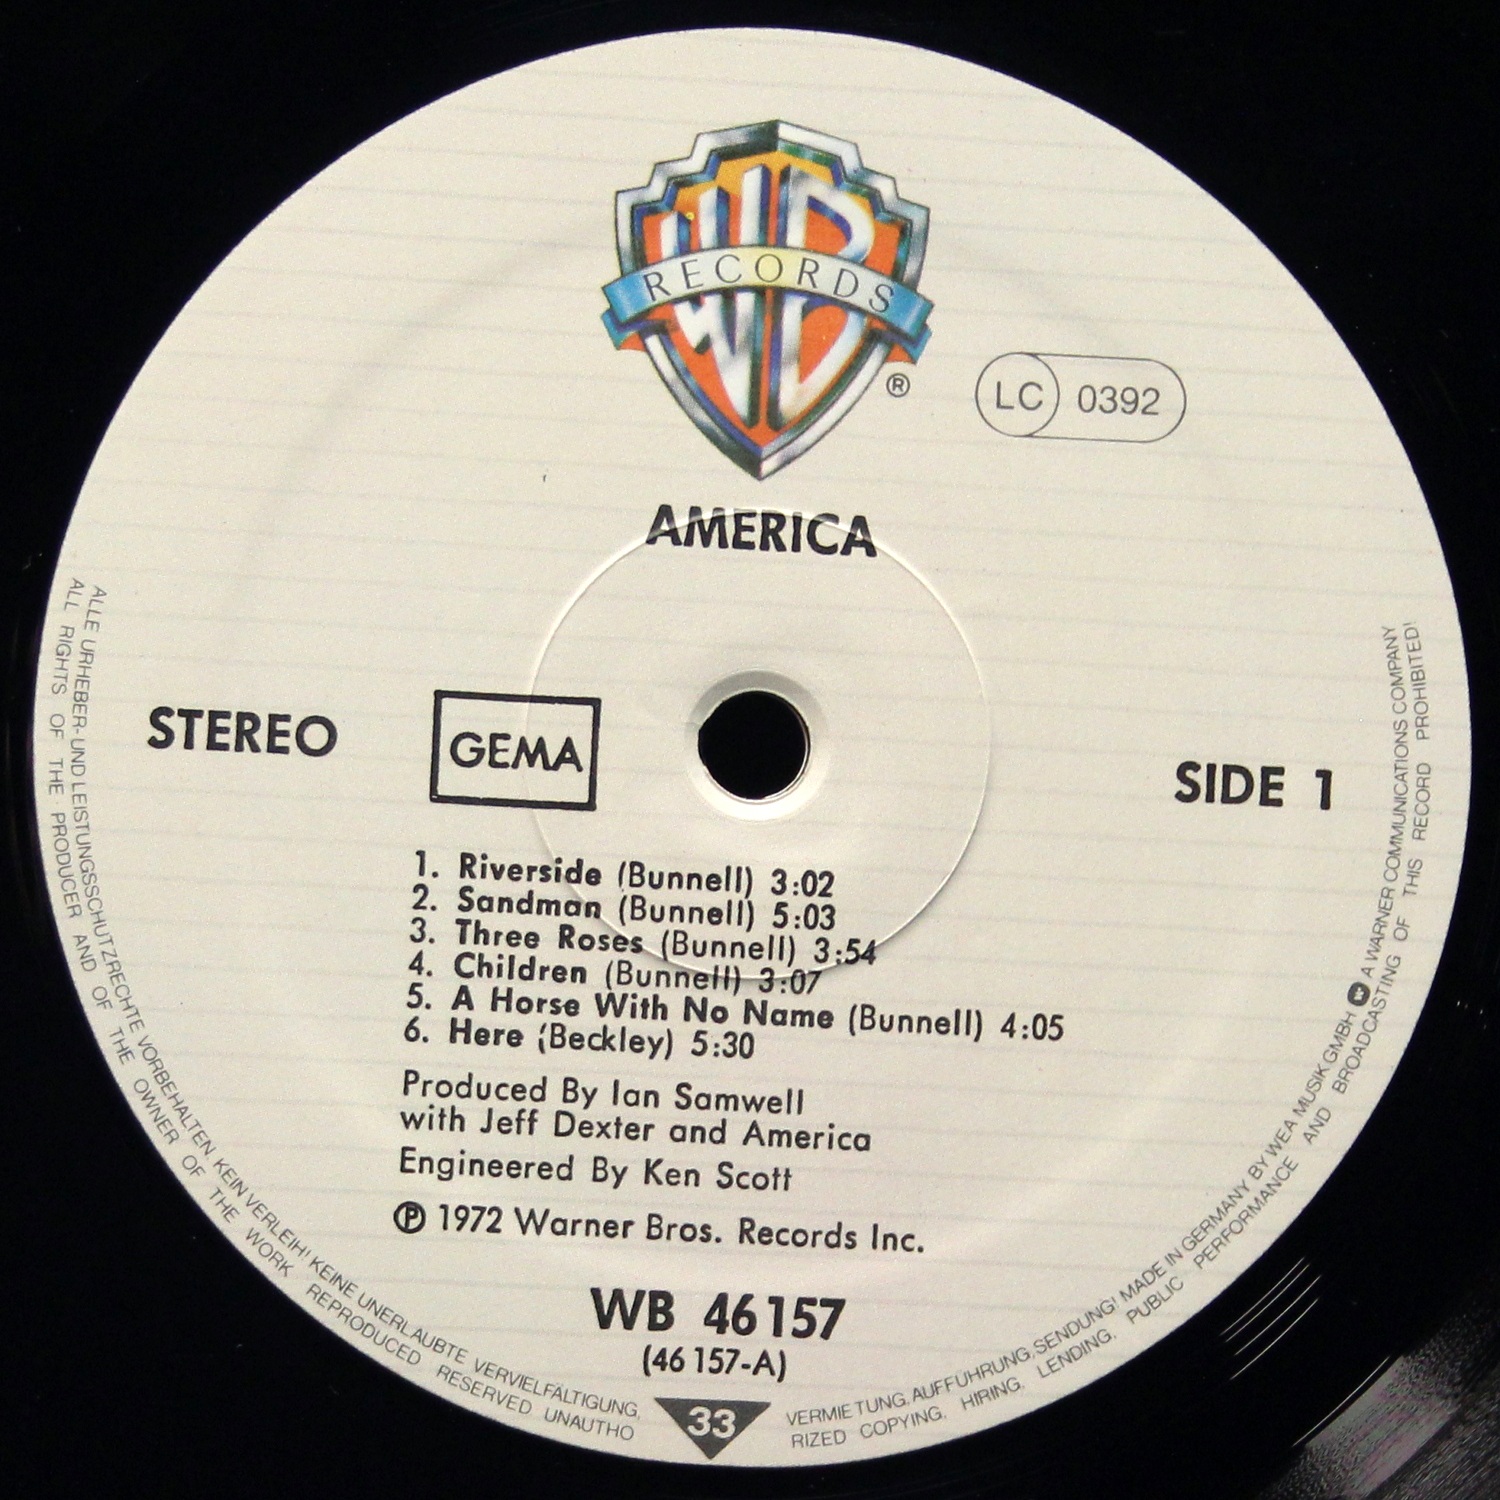 WB
RECORDS
®
LC 0392
AMERICA
STEREO
GEMA
SIDE 1
1. Riverside (Bunnell) 3:02
2. Sandman (Bunnell) 5:03
3. Three Roses (Bunnell) 3:54
4. Children (Bunnell) 3:07
5. A Horse With No Name (Bunnell) 4:05
6. Here (Beckley) 5:30
Produced By Ian Samwell
with Jeff Dexter and America
Engineered By Ken Scott
℗ 1972 Warner Bros. Records Inc.
WB 46 157
(46 157-A)
33
ALLE URHEBER- UND LEISTUNGSSCHUTZRECHTE VORBEHALTEN. KEIN VERLEIH! KEINE UNERLAUBTE VERVIELFÄLTIGUNG, VERMIETUNG, AUFFÜHRUNG, SENDUNG! MADE IN GERMANY BY WEA MUSIK GMBH W A WARNER COMMUNICATIONS COMPANY
ALL RIGHTS OF THE PRODUCER AND OF THE OWNER OF THE WORK REPRODUCED RESERVED UNAUTHORIZED COPYING, HIRING, LENDING, PUBLIC PERFORMANCE AND BROADCASTING OF THIS RECORD PROHIBITED!